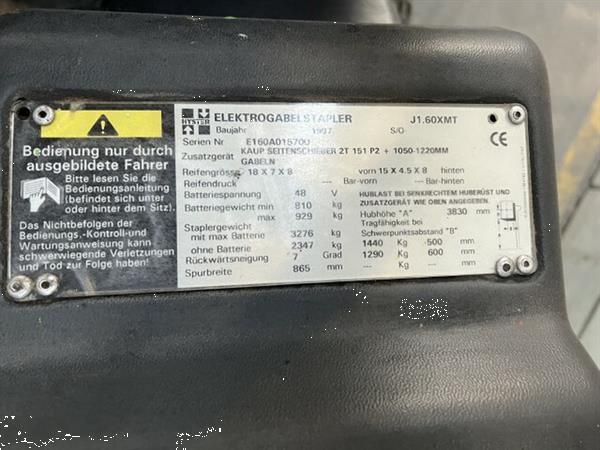 Bedienung nur durch
ausgebildete Fahrer
Bitte lesen Sie die
Bedienungsanleitung
(befindet sich unter
oder hinter dem Sitz).
Das Nichtbefolgen der
Bedienungs,-Kontroll-und
Wartungsanweisung kann
schwerwiegende Verletzungen
und Tod zur Folge haben!
HYSTER ELEKTROGABELSTAPLER J1.60XMT
Baujahr 1997 S/O
Serien Nr E160A01570U CE
Zusatzgerät KAUP SEITENSCHIEBER 2T 151 P2 + 1050-1220MM
GABELN
Reifengrösse 18 X 7 X 8 vorn 15 X 4.5 X 8 hinten
Reifendruck --- Bar-vorn --- Bar-hinten
Batteriespannung 48 V HUBLAST BEI SENKRECHTEM HUBERÜST UND
Batteriegewicht min 810 kg ZUSATZGERÄT WIE OBEN ANGEGEBEN.
max 929 kg Hubhöhe "A" 3830 mm
Staplergewicht Tragfähigkeit bei
mit max Batterie 3276 kg Schwerpunktsabstand "B"
ohne Batterie 2347 kg 1440 Kg 500 mm
Rückwärtsneigung 7 Grad 1290 Kg 600 mm
Spurbreite 865 mm --- Kg --- mm